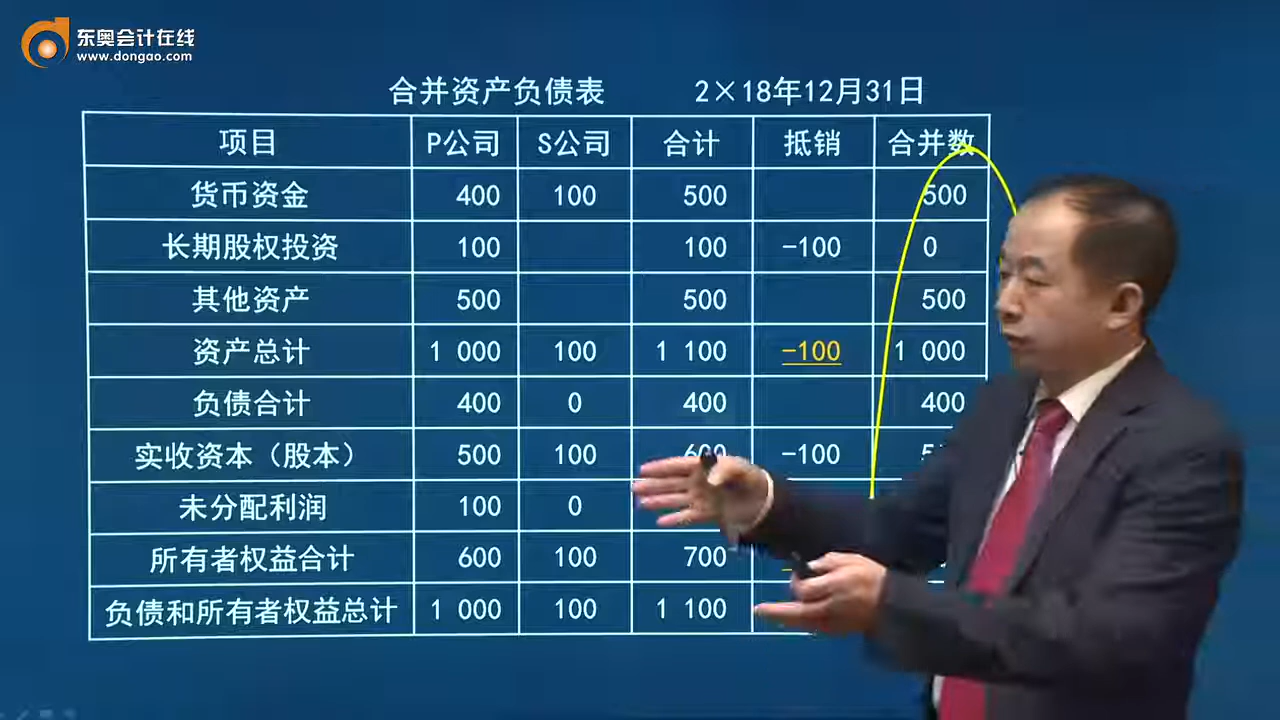 东奥会计在线
www.dongao.com
合并资产负债表 2×18年12月31日
项目 P公司 S公司 合计 抵销 合并数
货币资金 400 100 500 500
长期股权投资 100 100 -100 0
其他资产 500 500 500
资产总计 1 000 100 1 100 -100 1 000
负债合计 400 0 400 400
实收资本（股本） 500 100 -100
未分配利润 100 0
所有者权益合计 600 100 700
负债和所有者权益总计 1 000 100 1 100